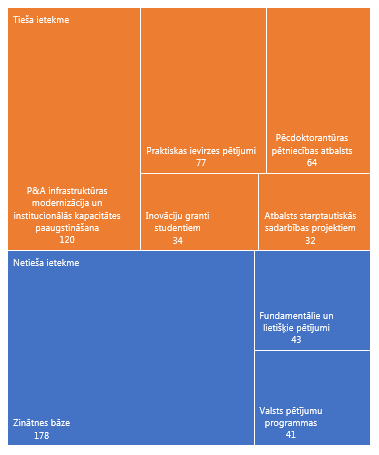 Tieša ietekme
P&A infrastruktūras
modernizācija un
institucionālās kapacitātes
paaugstināšana
120
Praktiskas ievirzes pētījumi
77
Pēcdoktorantūras
pētniecības atbalsts
64
Inovāciju granti
studentiem
34
Atbalsts starptautiskās
sadarbības projektiem
32
Netieša ietekme
Zinātnes bāze
178
Fundamentālie un
lietišķie pētījumi
43
Valsts pētījumu
programmas
41